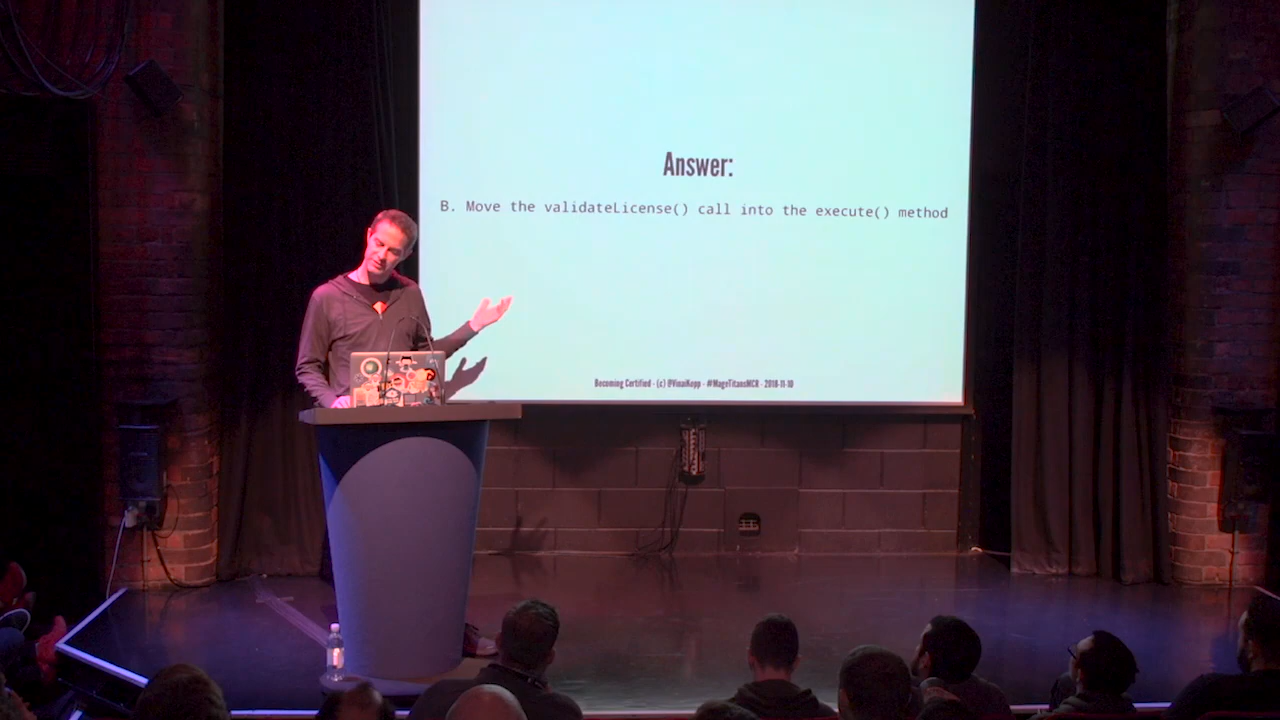 Answer:
B. Move the validateLicense() call into the execute() method
Becoming Certified - (c) @VinaiKopp - #MageTitansMCR - 2018-11-10